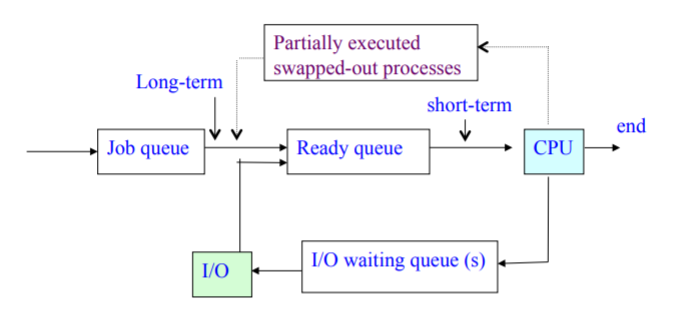 Partially executed
swapped-out processes
Long-term
short-term
end
Job queue
Ready queue
CPU
I/O
I/O waiting queue (s)